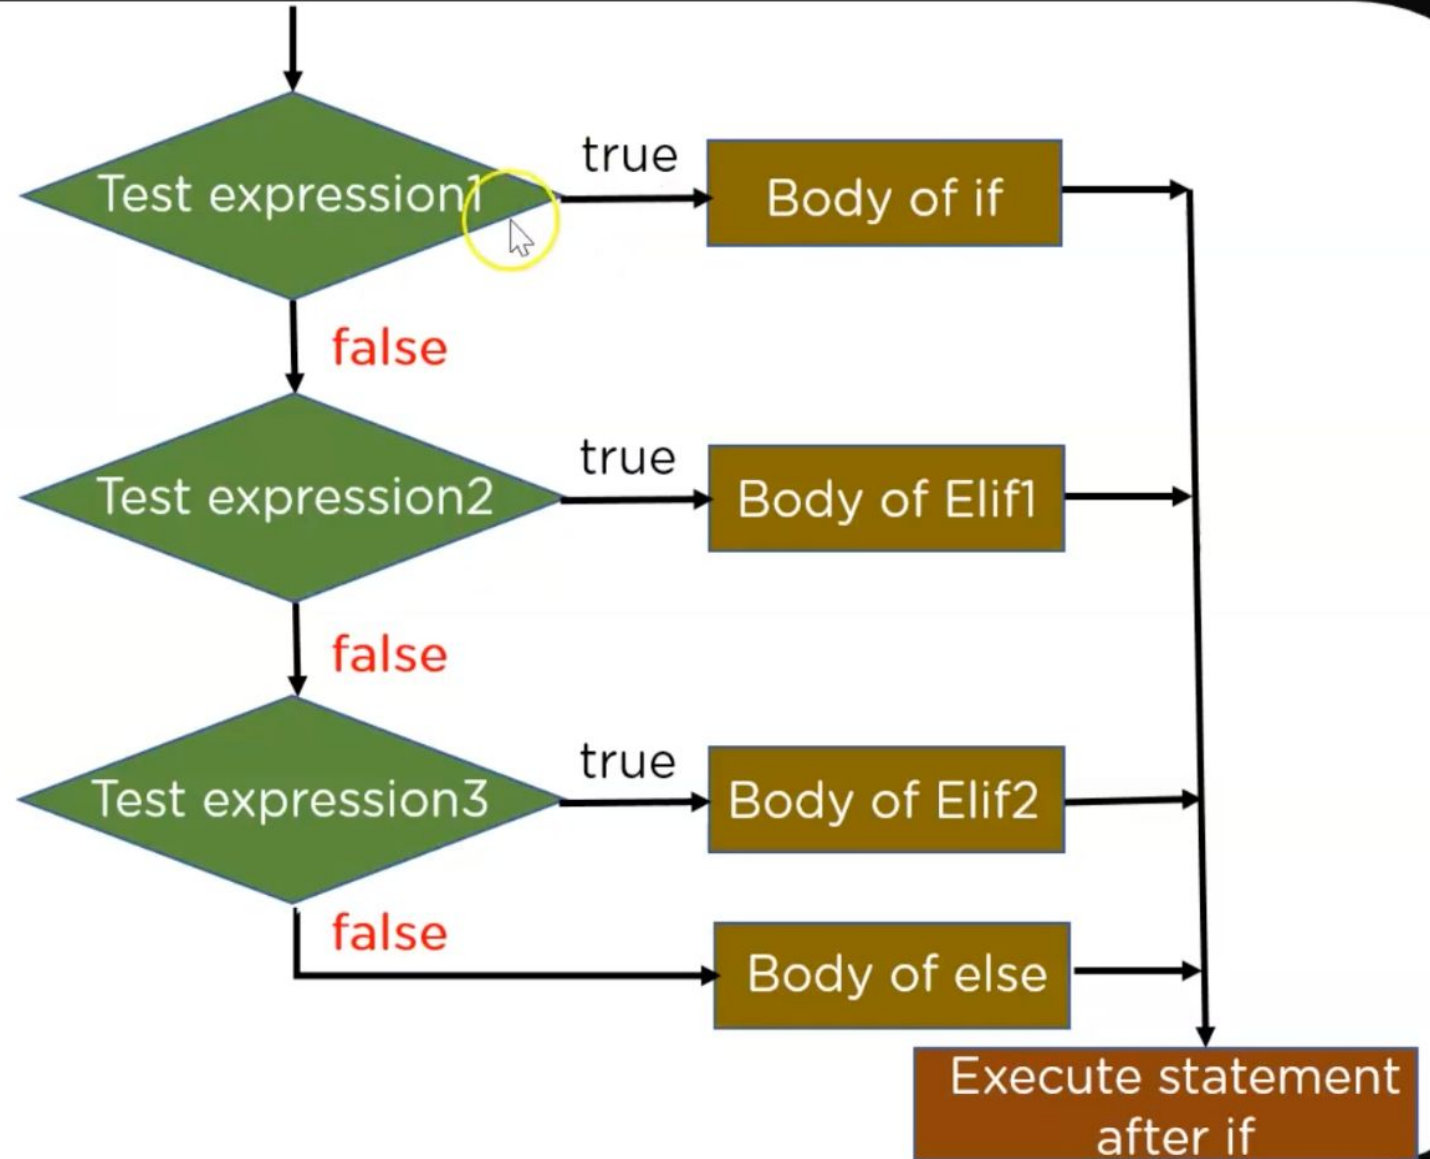 Test expression1
true
Body of if
false
Test expression2
true
Body of Elif1
false
Test expression3
true
Body of Elif2
false
Body of else
Execute statement
after if